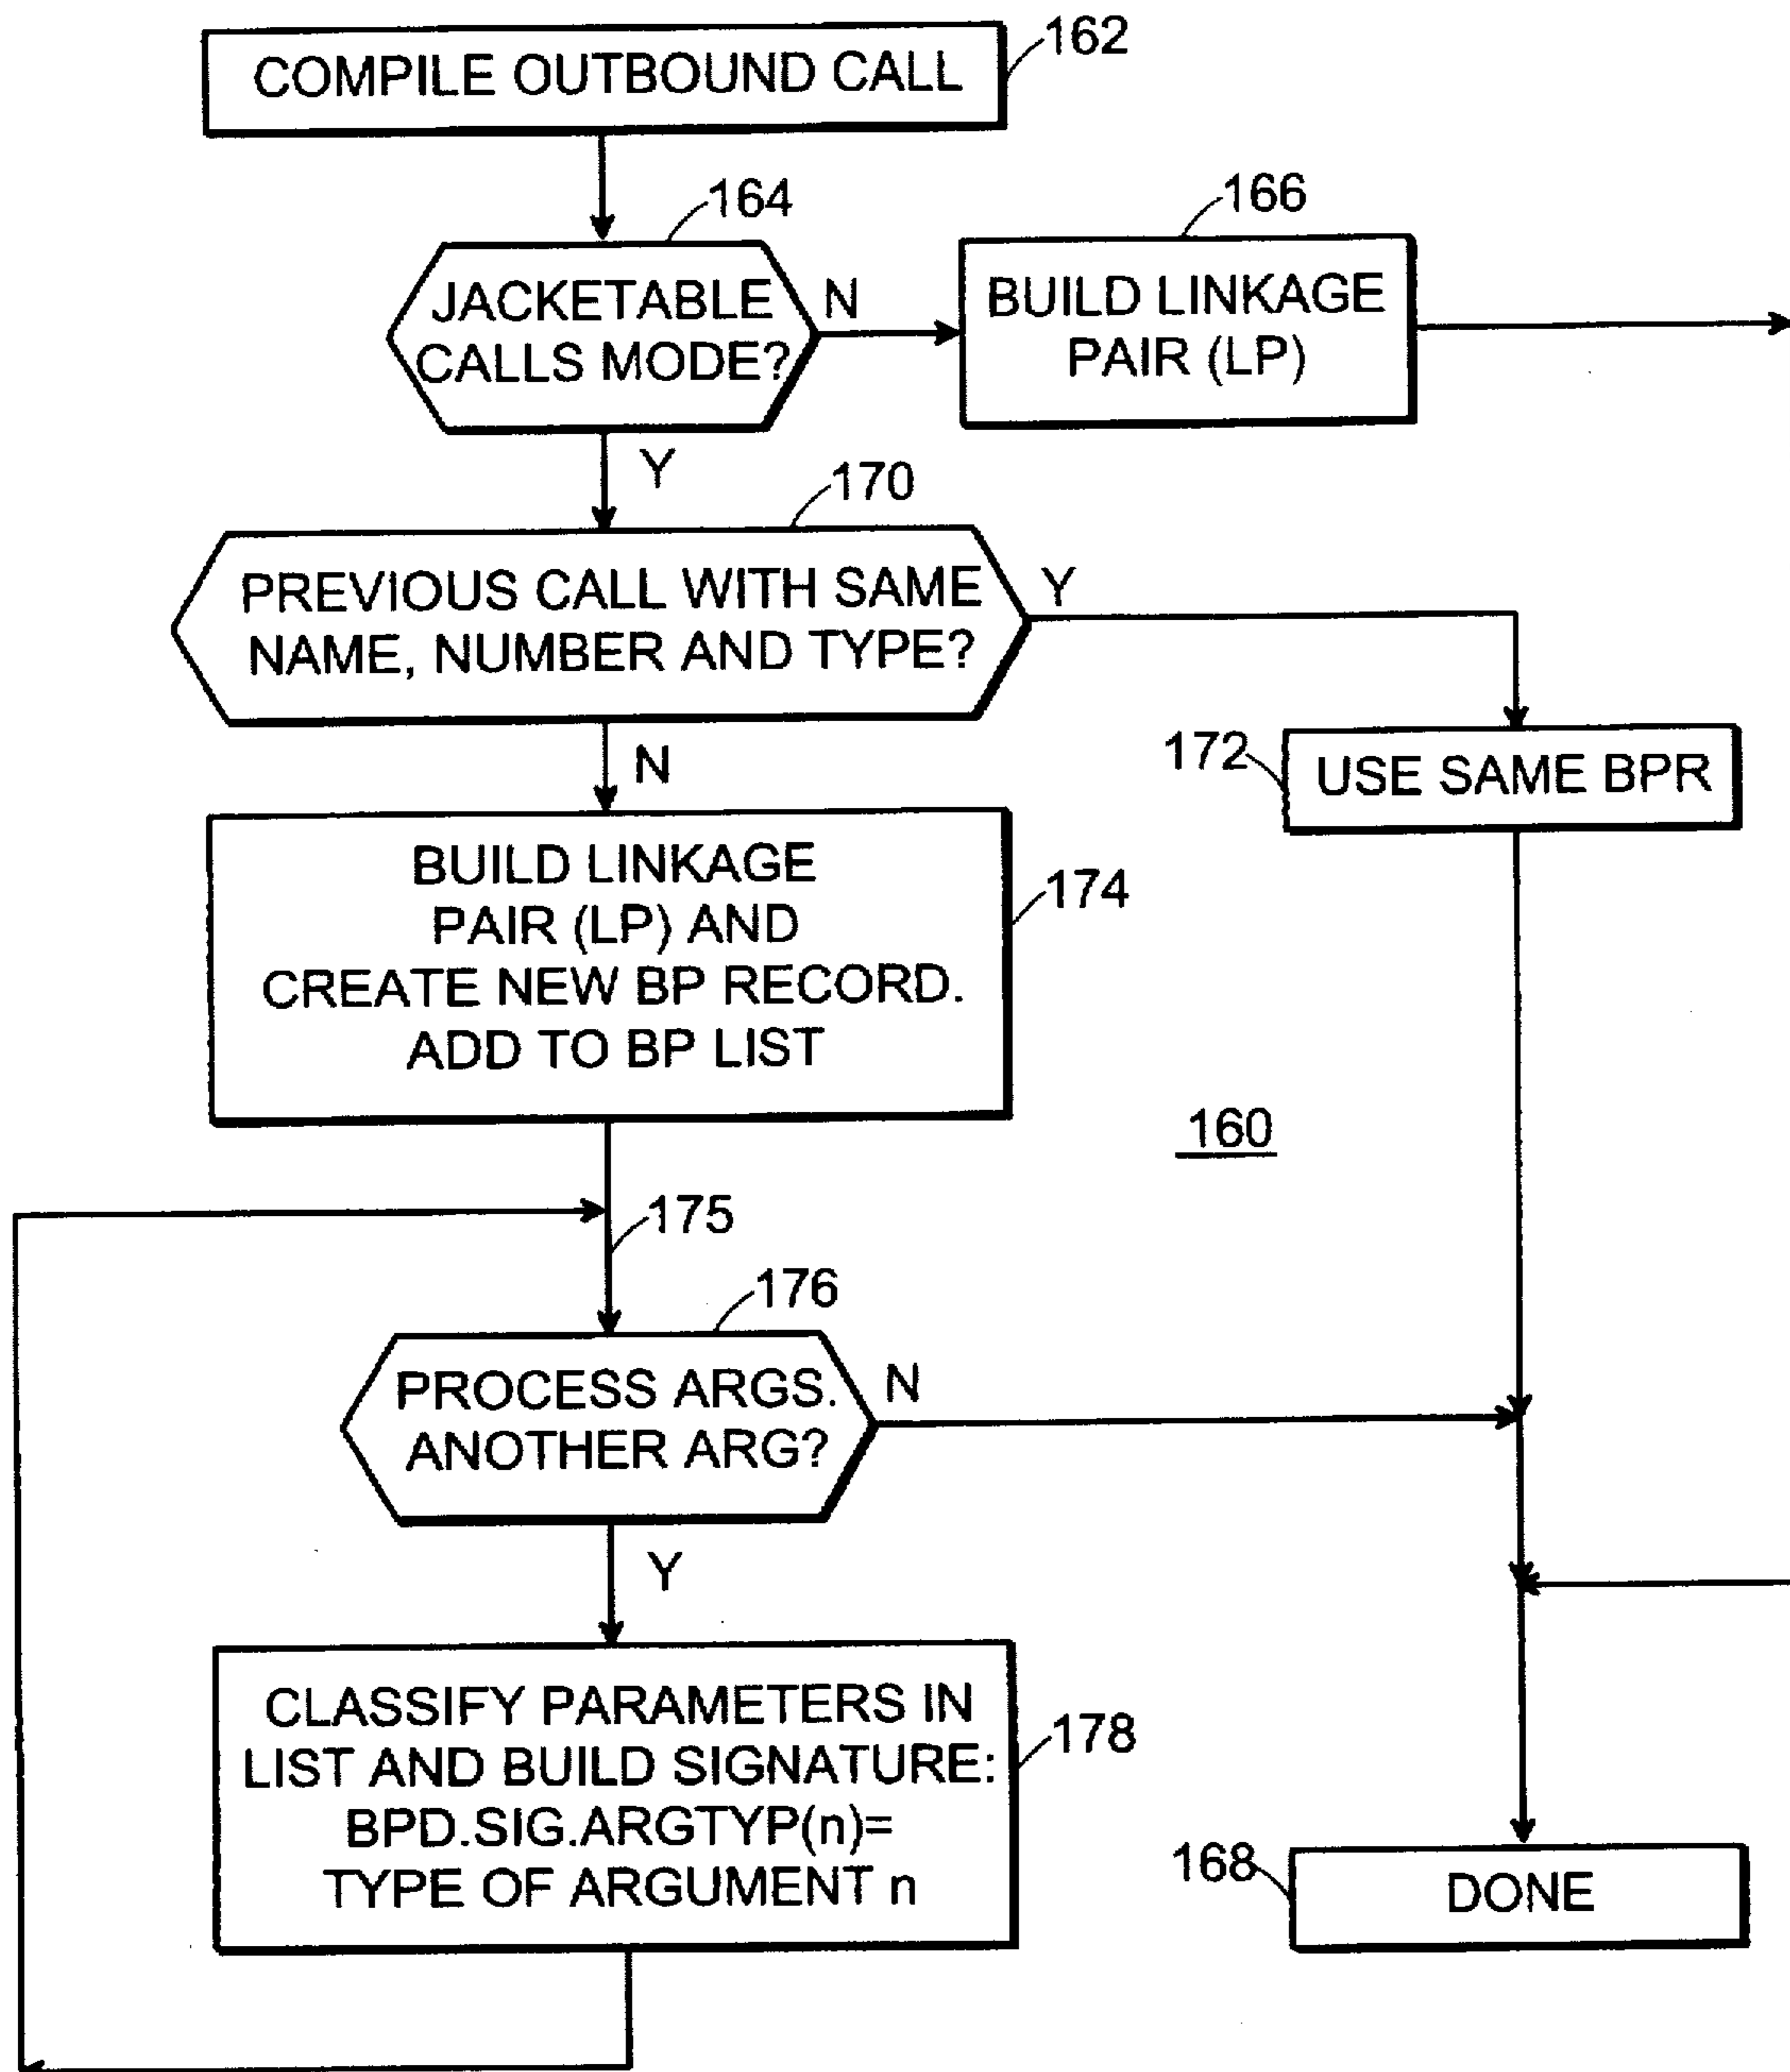 COMPILE OUTBOUND CALL
162
164
JACKETABLE
CALLS MODE?
N
166
BUILD LINKAGE
PAIR (LP)
Y
170
PREVIOUS CALL WITH SAME
NAME, NUMBER AND TYPE?
Y
172
USE SAME BPR
N
BUILD LINKAGE
PAIR (LP) AND
CREATE NEW BP RECORD.
ADD TO BP LIST
174
160
175
176
PROCESS ARGS.
ANOTHER ARG?
N
Y
CLASSIFY PARAMETERS IN
LIST AND BUILD SIGNATURE:
BPD.SIG.ARGTYP(n)=
TYPE OF ARGUMENT n
178
168
DONE